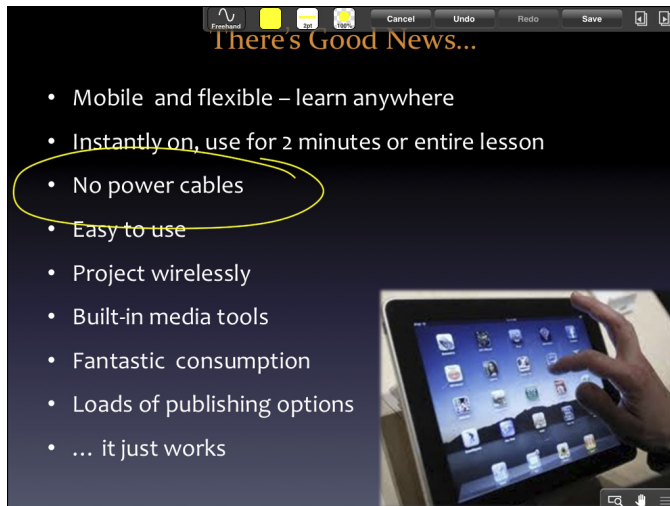 Freehand 2pt 100% Cancel Undo Redo Save
There's Good News...
• Mobile and flexible – learn anywhere
• Instantly on, use for 2 minutes or entire lesson
• No power cables
• Easy to use
• Project wirelessly
• Built-in media tools
• Fantastic consumption
• Loads of publishing options
• ... it just works